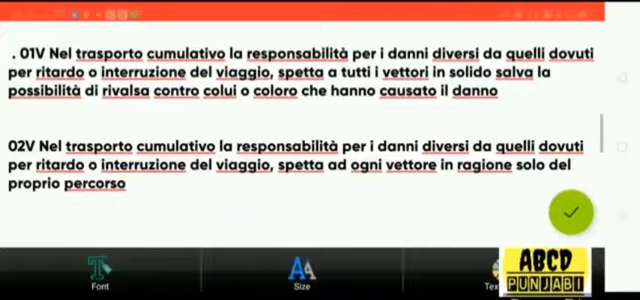 . 01V Nel trasporto cumulativo la responsabilità per i danni diversi da quelli dovuti
per ritardo o interruzione del viaggio, spetta a tutti i vettori in solido salva la
possibilità di rivalsa contro colui o coloro che hanno causato il danno
02V Nel trasporto cumulativo la responsabilità per i danni diversi da quelli dovuti
per ritardo o interruzione del viaggio, spetta ad ogni vettore in ragione solo del
proprio percorso
Font
Size
ABCD
PUNJABI